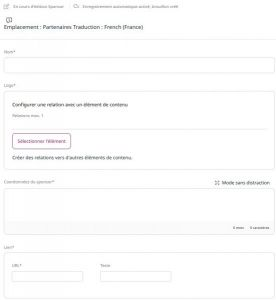 En cours d'édition Sponsor Enregistrement automatique activé, brouillon créé
Emplacement : Partenaires Traduction : French (France)
Nom*
Logo*
Configurer une relation avec un élément de contenu
Relations max. 1
Sélectionner l'élément
Créer des relations vers d'autres éléments de contenu.
Coordonnées du sponsor*
Mode sans distraction
0 mots 0 caractères
Lien*
URL*
Texte